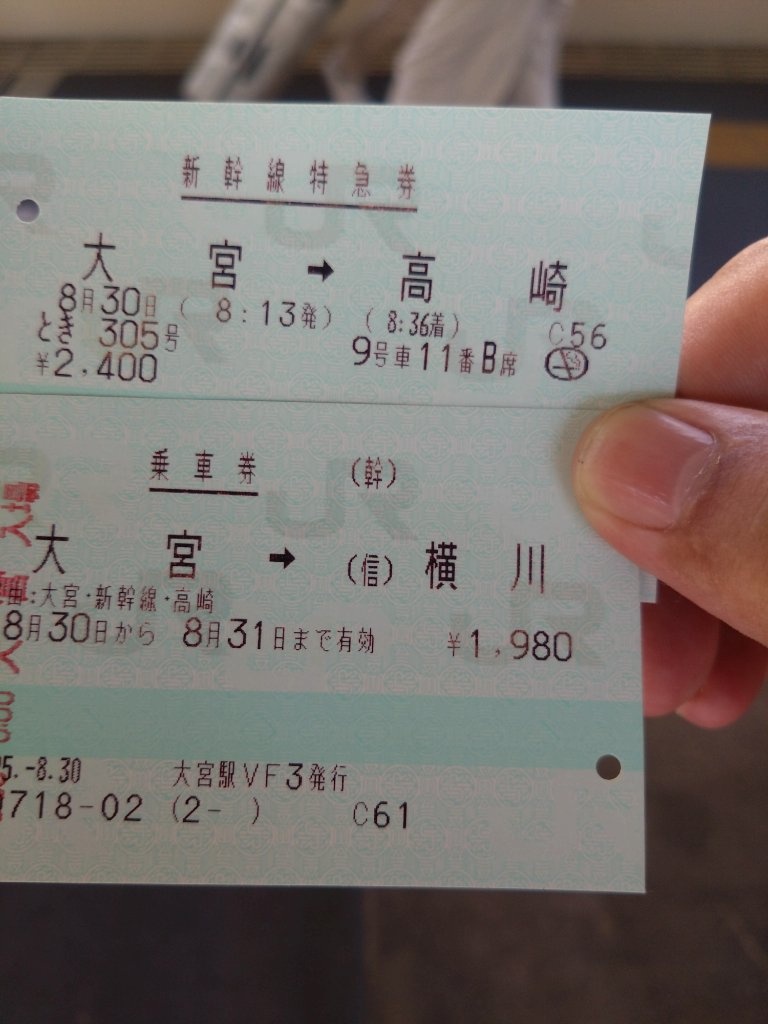 新幹線特急券
大宮 → 高崎
8月30日 ( 8:13発) (8:36着) C56
とき 305号 9号車11番B席
¥2,400
乗車券 (幹)
大宮 → (信) 横川
由:大宮・新幹線・高崎
8月30日から 8月31日まで有効 ¥1,980
5.-8.30 大宮駅VF3発行
718-02 (2- ) C61
入場